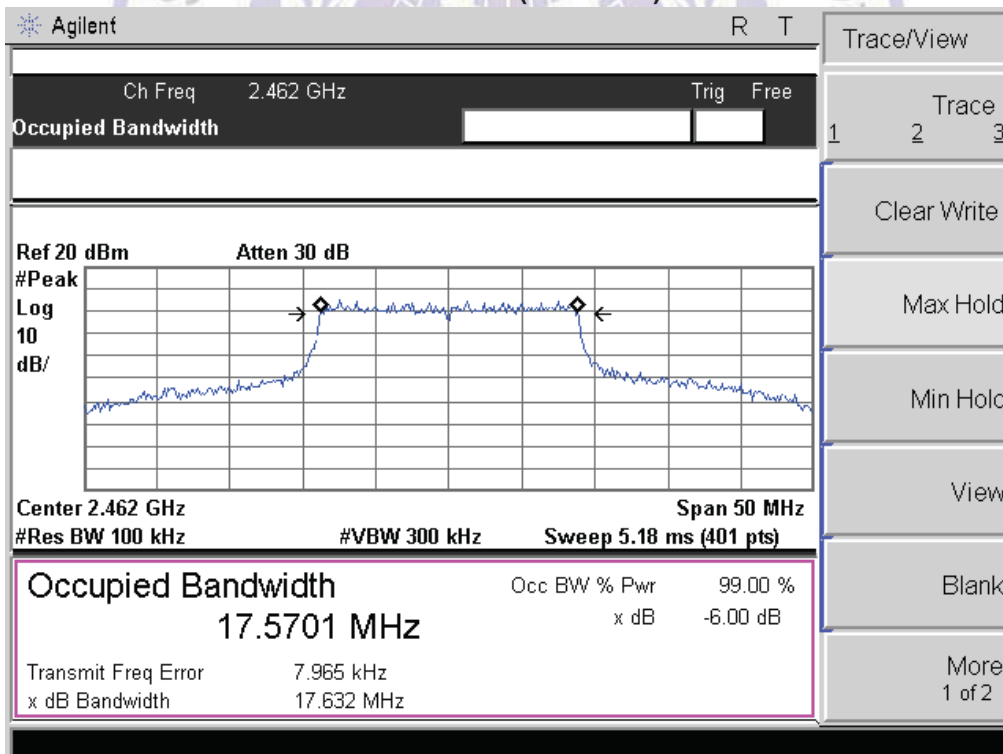 Agilent R T
Trace/View
Ch Freq 2.462 GHz Trig Free
Occupied Bandwidth
Trace
1 2 3
Clear Write
Ref 20 dBm Atten 30 dB
#Peak
Log
10
dB/
Max Hold
Min Hold
Center 2.462 GHz Span 50 MHz
#Res BW 100 kHz #VBW 300 kHz Sweep 5.18 ms (401 pts)
View
Occupied Bandwidth Occ BW % Pwr 99.00 %
17.5701 MHz x dB -6.00 dB
Transmit Freq Error 7.965 kHz
x dB Bandwidth 17.632 MHz
Blank
More
1 of 2